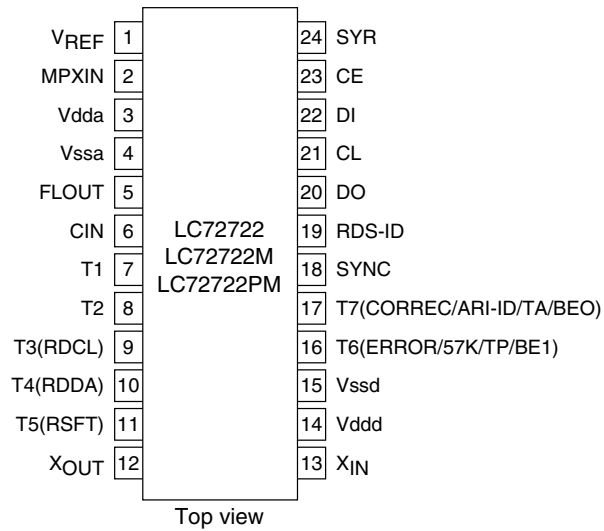 VREF 1 24 SYR
MPXIN 2 23 CE
Vdda 3 22 DI
Vssa 4 21 CL
FLOUT 5 20 DO
CIN 6 LC72722 19 RDS-ID
T1 7 LC72722M 18 SYNC
LC72722PM
T2 8 17 T7(CORREC/ARI-ID/TA/BEO)
T3(RDCL) 9 16 T6(ERROR/57K/TP/BE1)
T4(RDDA) 10 15 Vssd
T5(RSFT) 11 14 Vddd
XOUT 12 13 XIN
Top view